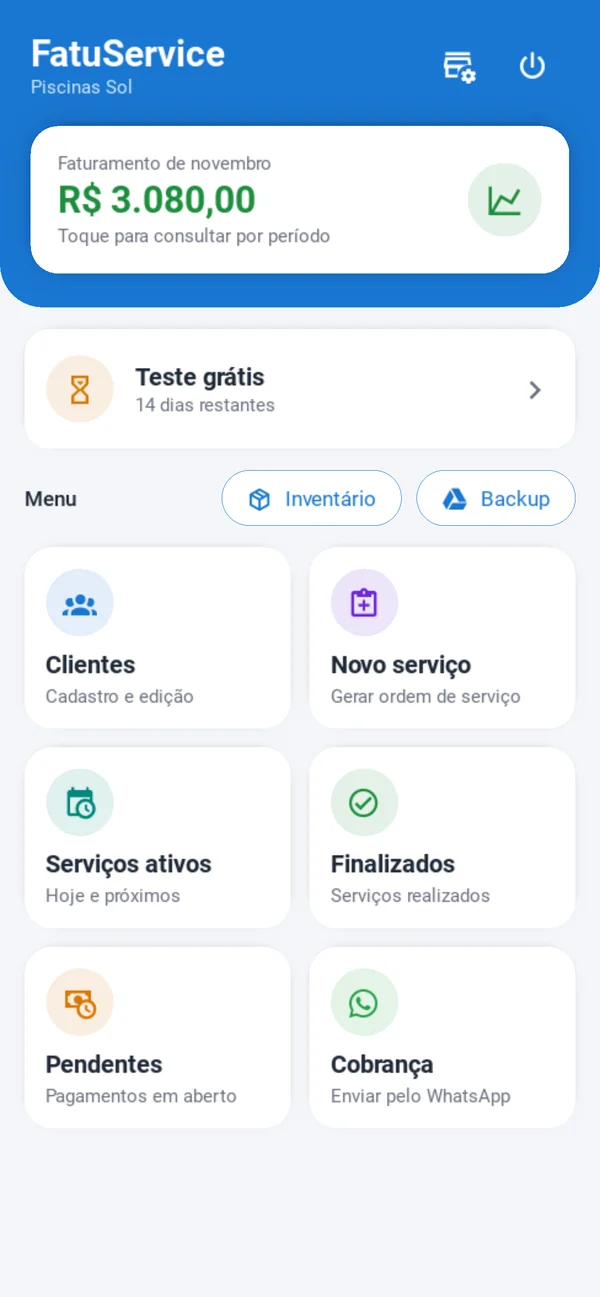 FatuService
Piscinas Sol
Faturamento de novembro
R$ 3.080,00
Toque para consultar por período
Teste grátis
14 dias restantes
Menu
Inventário
Backup
Clientes
Cadastro e edição
Novo serviço
Gerar ordem de serviço
Serviços ativos
Hoje e próximos
Finalizados
Serviços realizados
Pendentes
Pagamentos em aberto
Cobrança
Enviar pelo WhatsApp